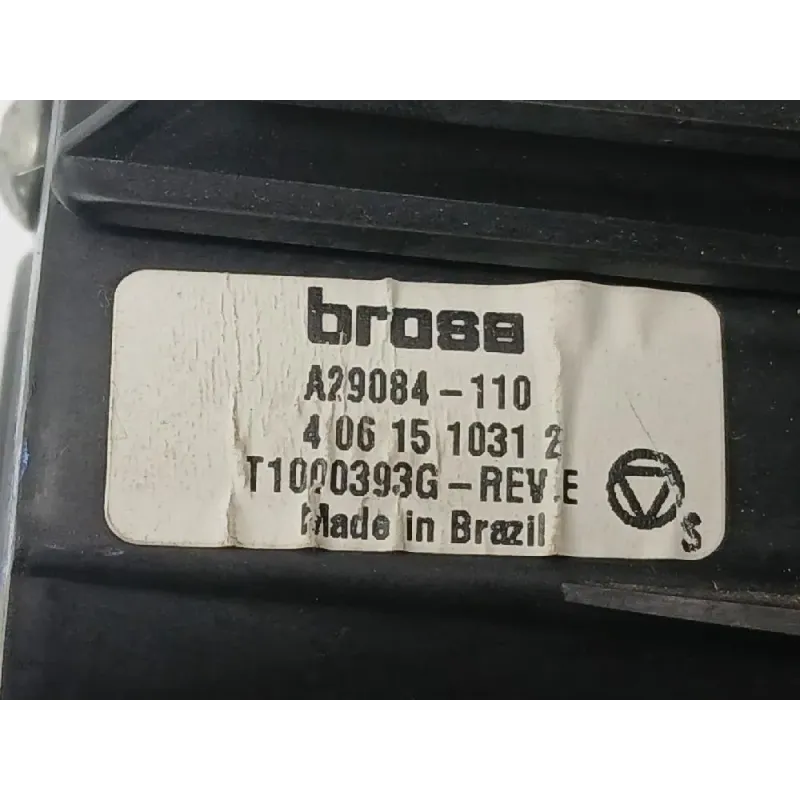 brose
A29084-110
4 06 15 1031 2
T1000393G-REV.E
Made in Brazil
S